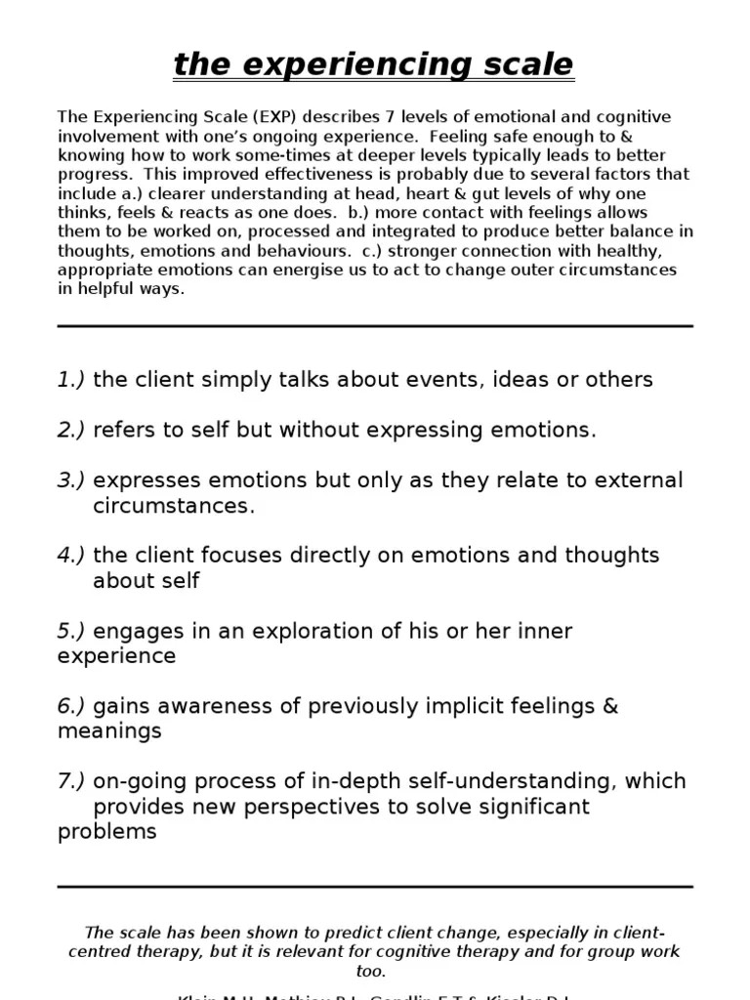 the experiencing scale
The Experiencing Scale (EXP) describes 7 levels of emotional and cognitive
involvement with one’s ongoing experience.  Feeling safe enough to &
knowing how to work some-times at deeper levels typically leads to better
progress.  This improved effectiveness is probably due to several factors that
include a.) clearer understanding at head, heart & gut levels of why one
thinks, feels & reacts as one does.  b.) more contact with feelings allows
them to be worked on, processed and integrated to produce better balance in
thoughts, emotions and behaviours.  c.) stronger connection with healthy,
appropriate emotions can energise us to act to change outer circumstances
in helpful ways.
1.) the client simply talks about events, ideas or others
2.) refers to self but without expressing emotions.
3.) expresses emotions but only as they relate to external
circumstances.
4.) the client focuses directly on emotions and thoughts
about self
5.) engages in an exploration of his or her inner
experience
6.) gains awareness of previously implicit feelings &
meanings
7.) on-going process of in-depth self-understanding, which
provides new perspectives to solve significant
problems
The scale has been shown to predict client change, especially in client-
centred therapy, but it is relevant for cognitive therapy and for group work
too.
Klein M H, Mathieu P L, Gendlin E T & Kiesler D J